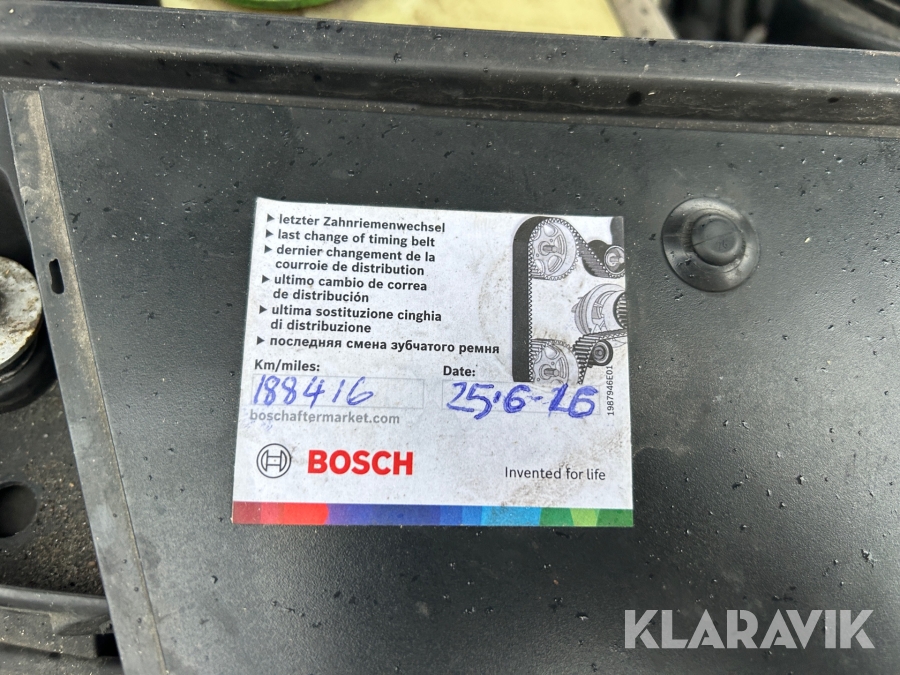 ▸ letzter Zahnriemenwechsel
▸ last change of timing belt
▸ dernier changement de la
courroie de distribution
▸ ultimo cambio de correa
de distribución
▸ ultima sostituzione cinghia
di distribuzione
▸ последняя смена зубчатого ремня
Km/miles: Date:
188416 25.6-26
boschaftermarket.com
1987946E01
BOSCH Invented for life
KLARAVIK